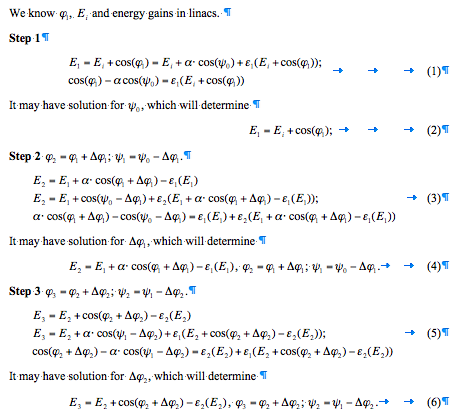 We know φᵢ, Eᵢ and energy gains in linacs. ¶
Step 1¶
E₁ = Eᵢ + cos(φᵢ) = Eᵢ + α· cos(ψ₀) + ε₁(Eᵢ + cos(φᵢ));
cos(φᵢ) − α cos(ψ₀) = ε₁(Eᵢ + cos(φᵢ)) → → → (1)¶
It may have solution for ψ₀, which will determine ¶
E₁ = Eᵢ + cos(φᵢ); → → → (2)¶
Step 2 φ₂ = φ₁ + Δφ₁; ψ₁ = ψ₀ − Δφ₁.¶
E₂ = E₁ + α· cos(φ₁ + Δφ₁) − ε₁(E₁)
E₂ = E₁ + cos(ψ₀ − Δφ₁) + ε₂(E₁ + α· cos(φ₁ + Δφ₁) − ε₁(E₁)); → (3)¶
α· cos(φ₁ + Δφ₁) − cos(ψ₀ − Δφ₁) = ε₁(E₁) + ε₂(E₁ + α· cos(φ₁ + Δφ₁) − ε₁(E₁))
It may have solution for Δφ₁, which will determine ¶
E₂ = E₁ + α· cos(φ₁ + Δφ₁) − ε₁(E₁), φ₂ = φ₁ + Δφ₁; ψ₁ = ψ₀ − Δφ₁. → → (4)¶
Step 3 φ₃ = φ₂ + Δφ₂; ψ₂ = ψ₁ − Δφ₂.¶
E₃ = E₂ + cos(φ₂ + Δφ₂) − ε₂(E₂)
E₃ = E₂ + α· cos(ψ₁ − Δφ₂) + ε₁(E₂ + cos(φ₂ + Δφ₂) − ε₂(E₂)); → (5)¶
cos(φ₂ + Δφ₂) − α· cos(ψ₁ − Δφ₂) = ε₂(E₂) + ε₁(E₂ + cos(φ₂ + Δφ₂) − ε₂(E₂))
It may have solution for Δφ₂, which will determine ¶
E₃ = E₂ + cos(φ₂ + Δφ₂) − ε₂(E₂), φ₃ = φ₂ + Δφ₂; ψ₂ = ψ₁ − Δφ₂. → → (6)¶